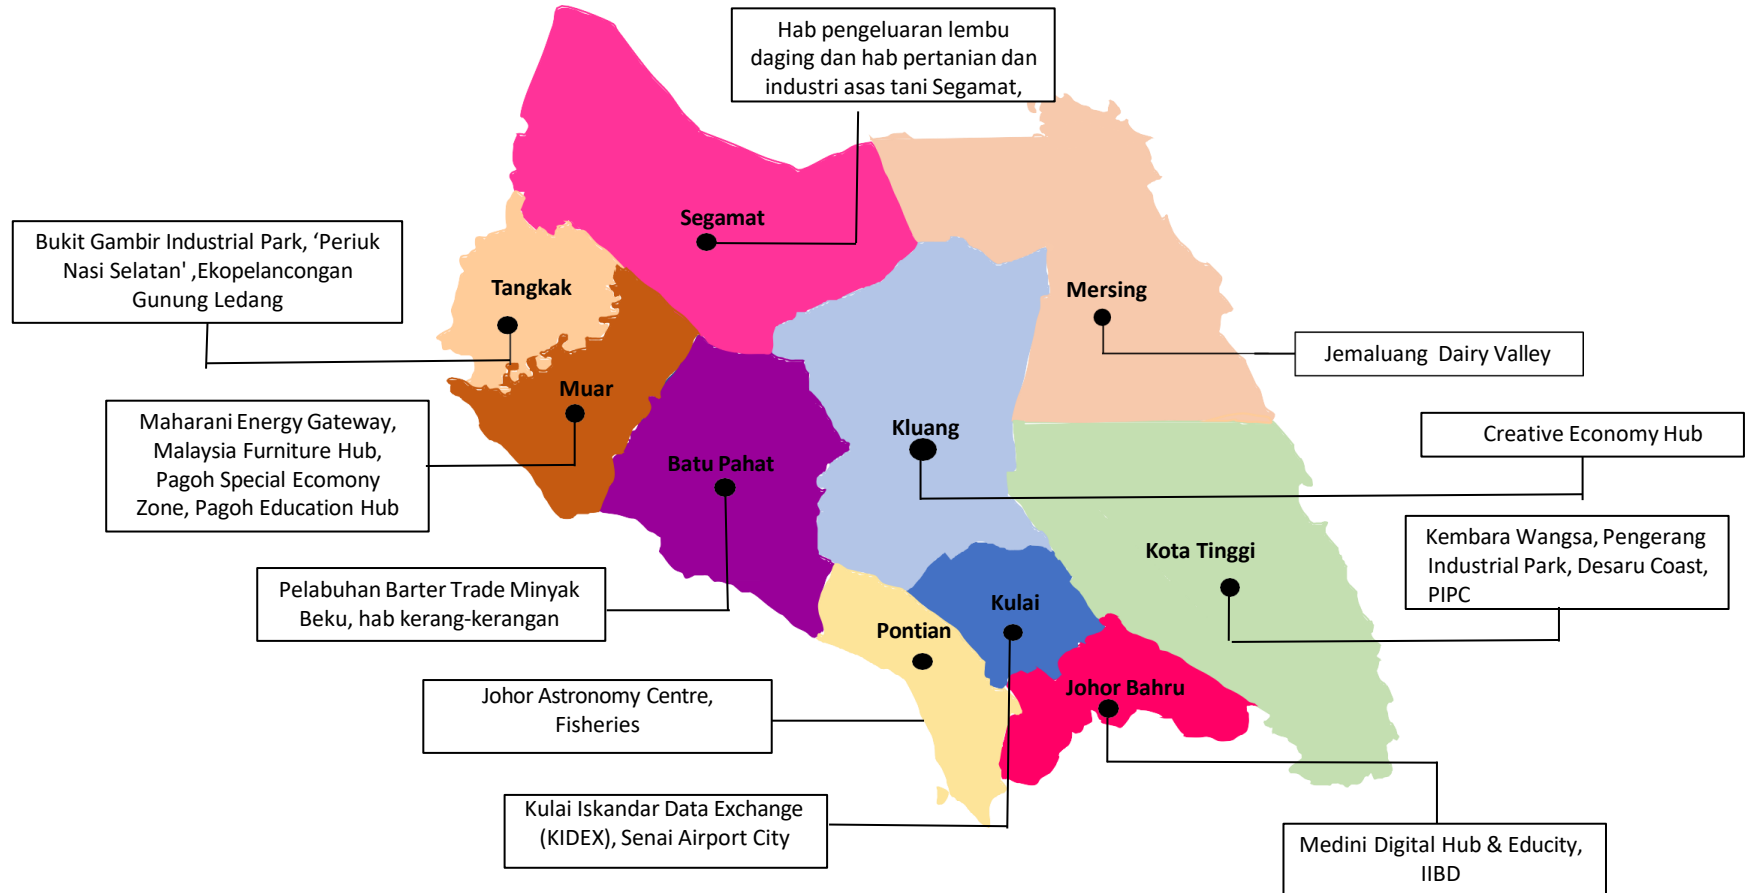 Hab pengeluaran lembu
daging dan hab pertanian dan
industri asas tani Segamat,
Segamat
Bukit Gambir Industrial Park, ‘Periuk
Nasi Selatan' ,Ekopelancongan
Gunung Ledang
Tangkak
Mersing
Jemaluang Dairy Valley
Muar
Maharani Energy Gateway,
Malaysia Furniture Hub,
Pagoh Special Ecomony
Zone, Pagoh Education Hub
Kluang
Creative Economy Hub
Batu Pahat
Kota Tinggi
Kembara Wangsa, Pengerang
Industrial Park, Desaru Coast,
PIPC
Pelabuhan Barter Trade Minyak
Beku, hab kerang-kerangan
Kulai
Pontian
Johor Bahru
Johor Astronomy Centre,
Fisheries
Kulai Iskandar Data Exchange
(KIDEX), Senai Airport City
Medini Digital Hub & Educity,
IIBD